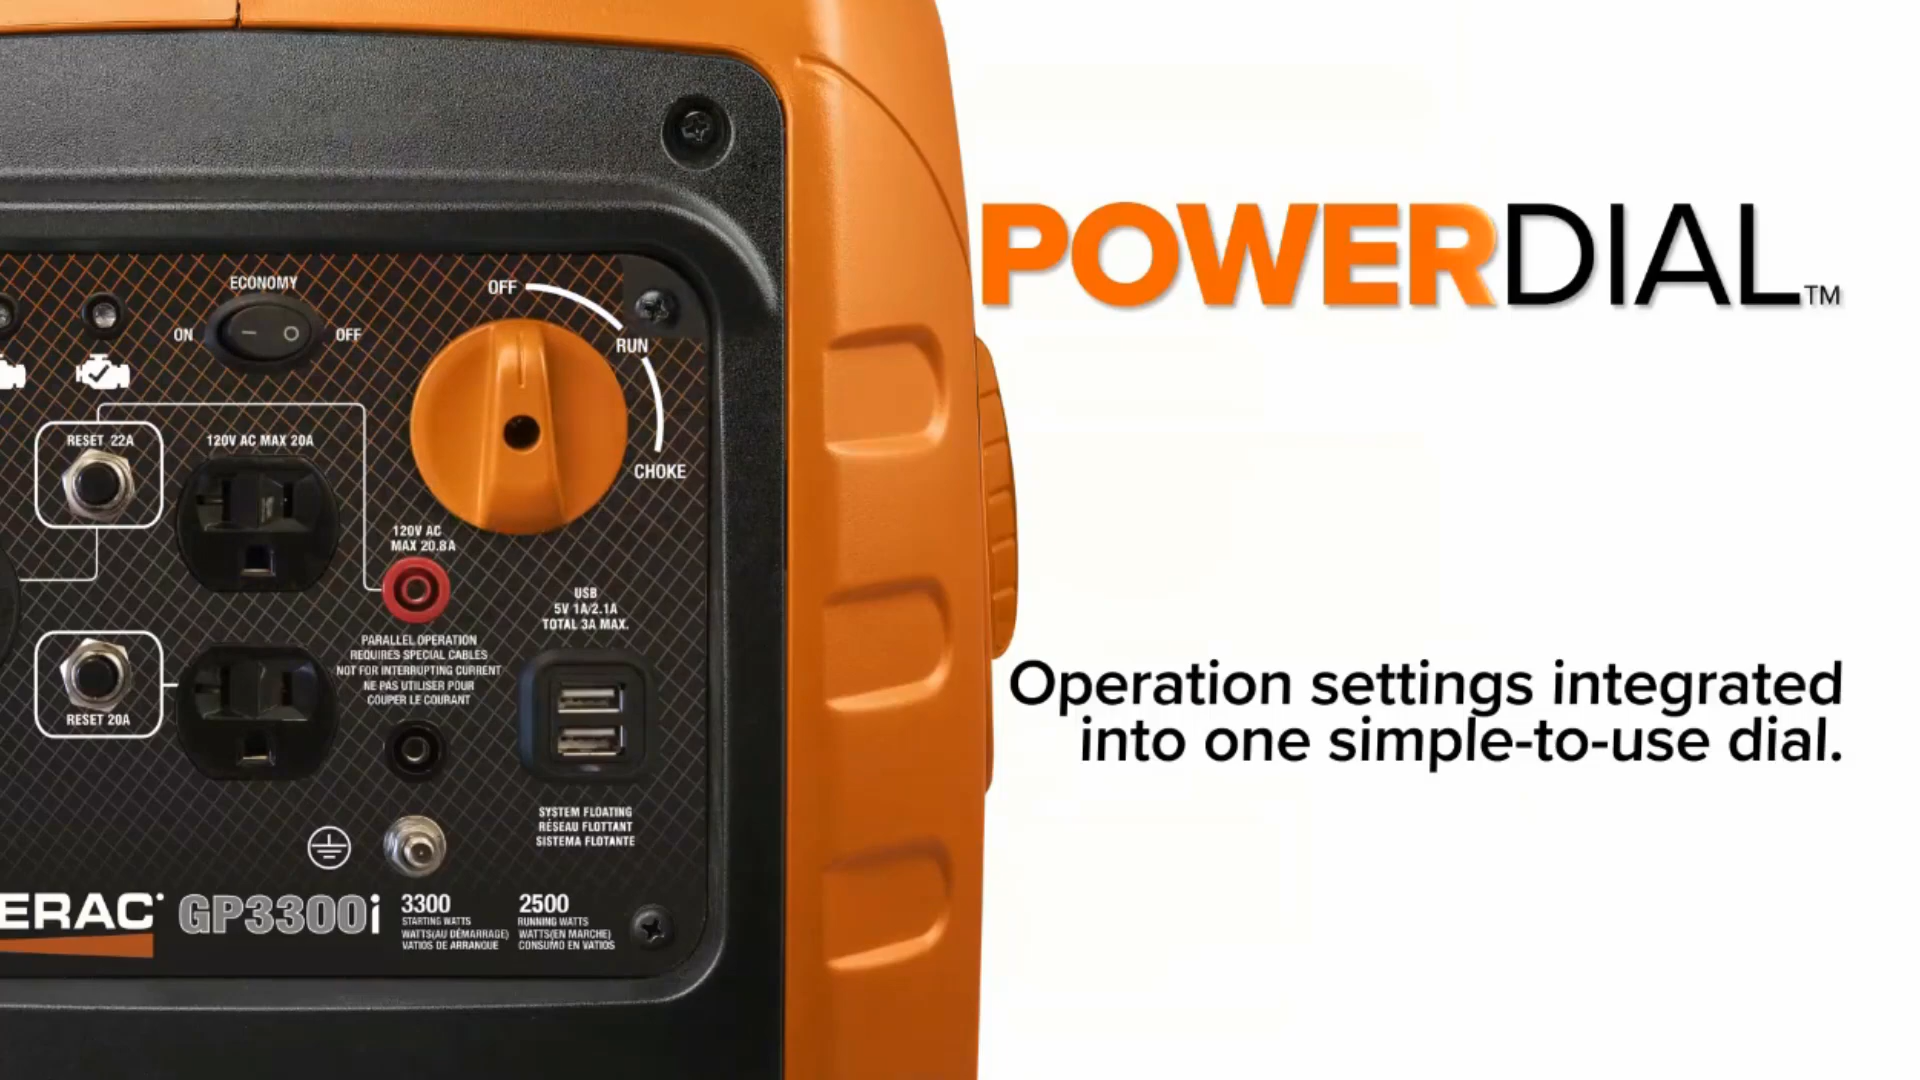 POWERDIAL™
Operation settings integrated
into one simple-to-use dial.
ECONOMY
ON
OFF
OFF
RUN
CHOKE
RESET 22A
120V AC MAX 20A
120V AC
MAX 20.8A
USB
5V 1A/2.1A
TOTAL 3A MAX.
PARALLEL OPERATION
REQUIRES SPECIAL CABLES
NOT FOR INTERRUPTING CURRENT
NE PAS UTILISER POUR
COUPER LE COURANT
RESET 20A
SYSTEM FLOATING
RÉSEAU FLOTTANT
SISTEMA FLOTANTE
ERAC
GP3300i
3300
STARTING WATTS
WATTS(AU DÉMARRAGE)
VATIOS DE ARRANQUE
2500
RUNNING WATTS
WATTS(EN MARCHE)
CONSUMO EN VATIOS